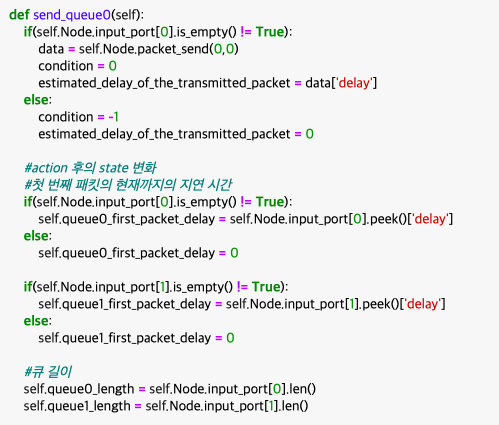 def send_queue0(self):
    if(self.Node.input_port[0].is_empty() != True):
        data = self.Node.packet_send(0,0)
        condition = 0
        estimated_delay_of_the_transmitted_packet = data['delay']
    else:
        condition = -1
        estimated_delay_of_the_transmitted_packet = 0

    #action 후의 state 변화
    #첫 번째 패킷의 현재까지의 지연 시간
    if(self.Node.input_port[0].is_empty() != True):
        self.queue0_first_packet_delay = self.Node.input_port[0].peek()['delay']
    else:
        self.queue0_first_packet_delay = 0

    if(self.Node.input_port[1].is_empty() != True):
        self.queue1_first_packet_delay = self.Node.input_port[1].peek()['delay']
    else:
        self.queue1_first_packet_delay = 0

    #큐 길이
    self.queue0_length = self.Node.input_port[0].len()
    self.queue1_length = self.Node.input_port[1].len()